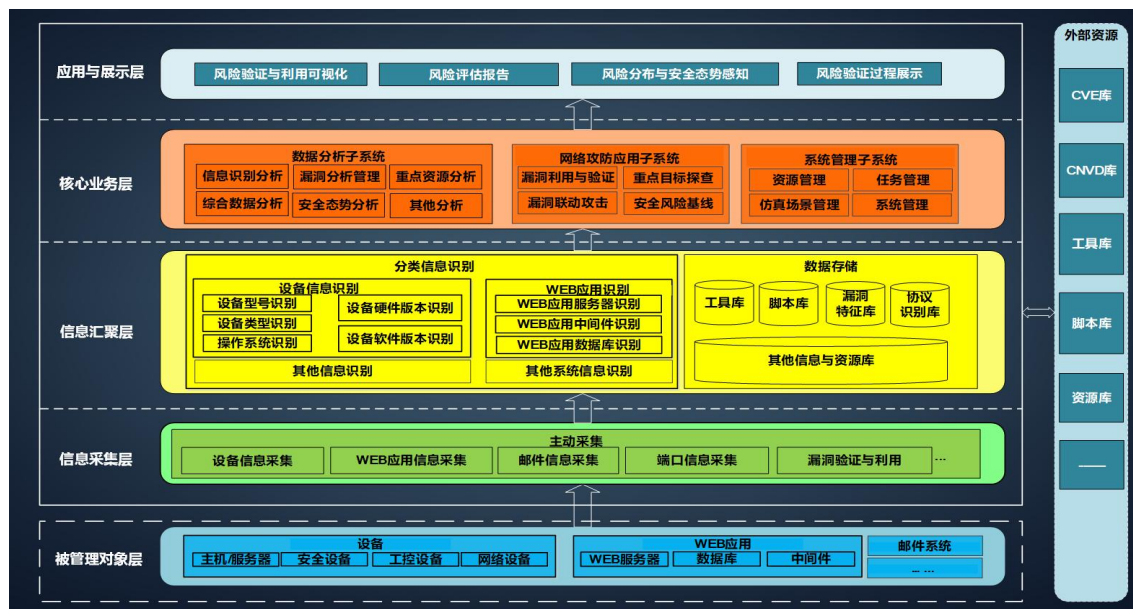 应用与展示层
风险验证与利用可视化
风险评估报告
风险分布与安全态势感知
风险验证过程展示
核心业务层
数据分析子系统
信息识别分析
漏洞分析管理
重点资源分析
综合数据分析
安全态势分析
其他分析
网络攻防应用子系统
漏洞利用与验证
重点目标探查
漏洞联动攻击
安全风险基线
系统管理子系统
资源管理
任务管理
仿真场景管理
系统管理
信息汇聚层
分类信息识别
设备信息识别
设备型号识别
设备类型识别
操作系统识别
设备硬件版本识别
设备软件版本识别
其他信息识别
WEB应用识别
WEB应用服务器识别
WEB应用中间件识别
WEB应用数据库识别
其他系统信息识别
数据存储
工具库
脚本库
漏洞
特征库
协议
识别库
其他信息与资源库
信息采集层
主动采集
设备信息采集
WEB应用信息采集
邮件信息采集
端口信息采集
漏洞验证与利用
...
被管理对象层
设备
主机/服务器
安全设备
工控设备
网络设备
WEB应用
WEB服务器
数据库
中间件
邮件系统
... ...
外部资源
CVE库
CNVD库
工具库
脚本库
资源库
——